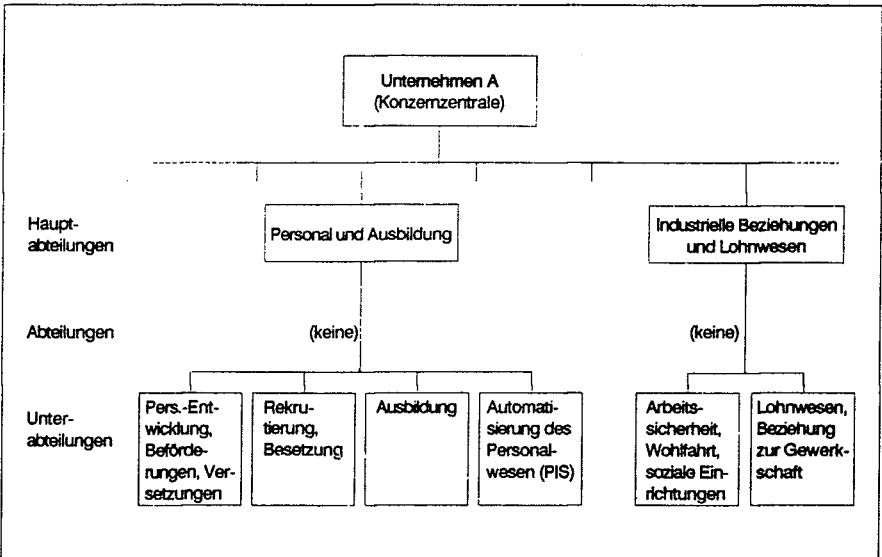 Unternehmen A
(Konzernzentrale)
Haupt-
abteilungen
Personal und Ausbildung
Industrielle Beziehungen
und Lohnwesen
Abteilungen
(keine)
(keine)
Unter-
abteilungen
Pers.-Ent-
wicklung,
Beförde-
rungen, Ver-
setzungen
Rekru-
tierung,
Besetzung
Ausbildung
Automati-
sierung des
Personal-
wesen (PIS)
Arbeits-
sicherheit,
Wohlfahrt,
soziale Ein-
richtungen
Lohnwesen,
Beziehung
zur Gewerk-
schaft